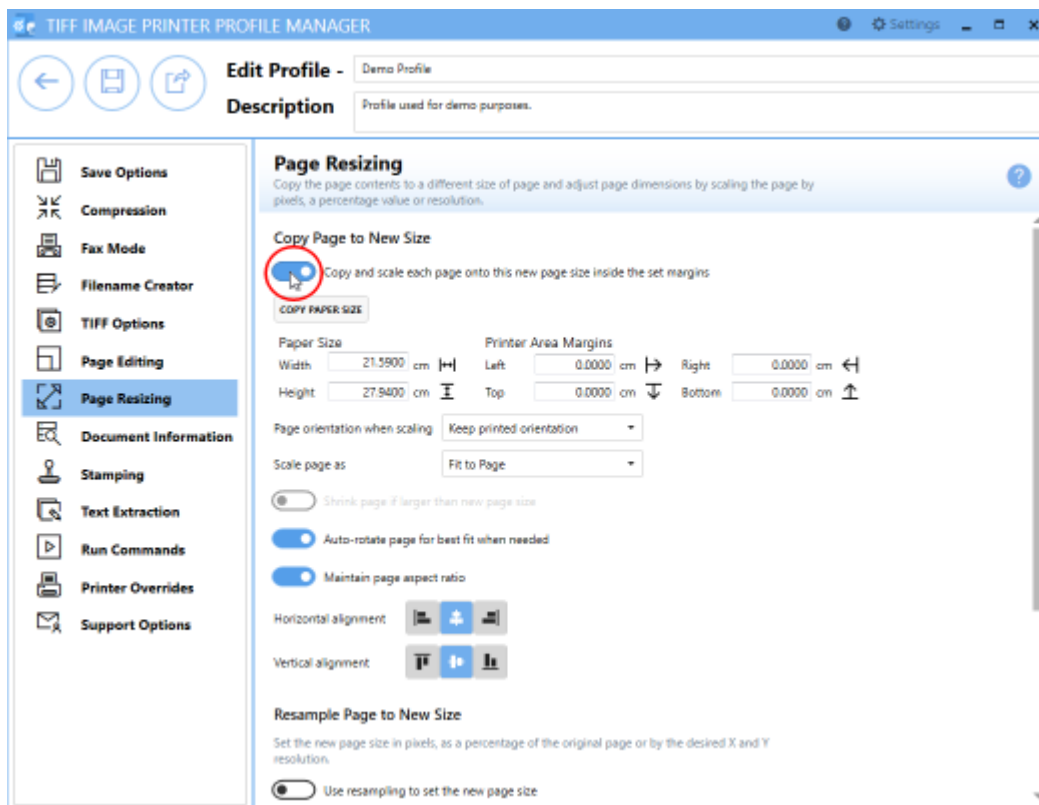 TIFF IMAGE PRINTER PROFILE MANAGER
Settings
Edit Profile - Demo Profile
Description Profile used for demo purposes.
Save Options
Compression
Fax Mode
Filename Creator
TIFF Options
Page Editing
Page Resizing
Document Information
Stamping
Text Extraction
Run Commands
Printer Overrides
Support Options
Page Resizing
Copy the page contents to a different size of page and adjust page dimensions by scaling the page by
pixels, a percentage value or resolution.
Copy Page to New Size
Copy and scale each page onto this new page size inside the set margins
COPY PAPER SIZE
Paper Size Printer Area Margins
Width 21.5900 cm Left 0.0000 cm Right 0.0000 cm
Height 27.9400 cm Top 0.0000 cm Bottom 0.0000 cm
Page orientation when scaling Keep printed orientation
Scale page as Fit to Page
Shrink page if larger than new page size
Auto-rotate page for best fit when needed
Maintain page aspect ratio
Horizontal alignment
Vertical alignment
Resample Page to New Size
Set the new page size in pixels, as a percentage of the original page or by the desired X and Y
resolution.
Use resampling to set the new page size